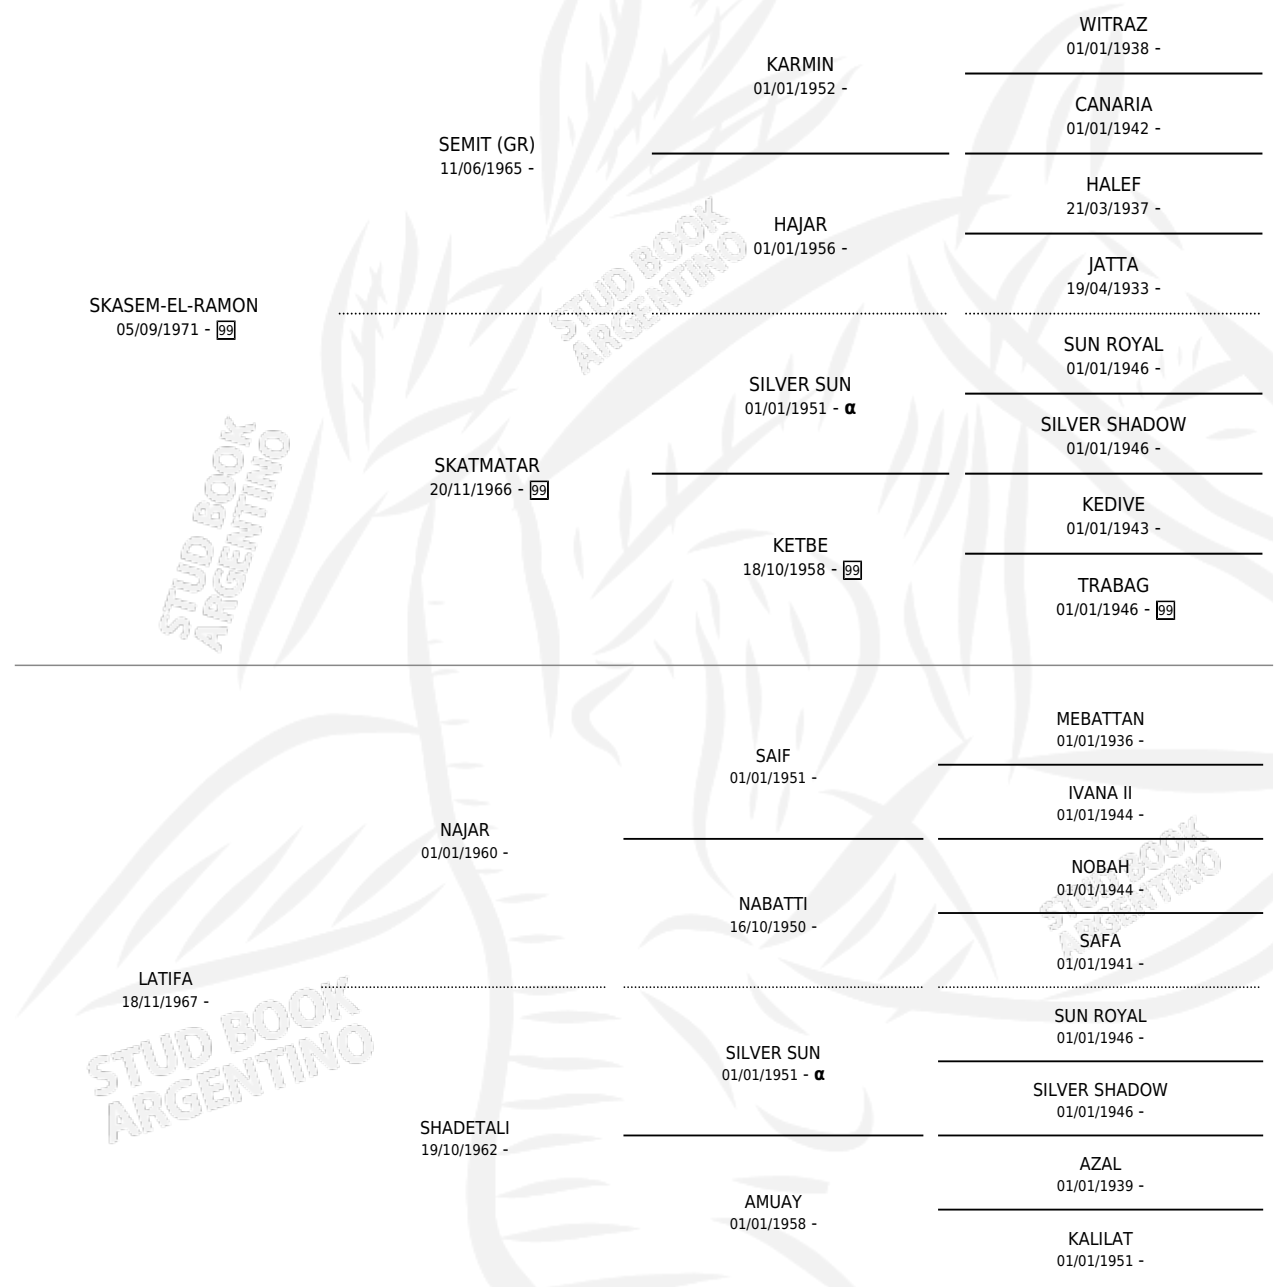 WITRAZ
01/01/1938 -
KARMIN
01/01/1952 -
CANARIA
01/01/1942 -
SEMIT (GR)
11/06/1965 -
HALEF
21/03/1937 -
HAJAR
01/01/1956 -
JATTA
19/04/1933 -
SKASEM-EL-RAMON
05/09/1971 - 99
SUN ROYAL
01/01/1946 -
SILVER SUN
01/01/1951 - α
SILVER SHADOW
01/01/1946 -
SKATMATAR
20/11/1966 - 99
KEDIVE
01/01/1943 -
KETBE
18/10/1958 - 99
TRABAG
01/01/1946 - 99
MEBATTAN
01/01/1936 -
SAIF
01/01/1951 -
IVANA II
01/01/1944 -
NAJAR
01/01/1960 -
NOBAH
01/01/1944 -
NABATTI
16/10/1950 -
SAFA
01/01/1941 -
LATIFA
18/11/1967 -
SUN ROYAL
01/01/1946 -
SILVER SUN
01/01/1951 - α
SILVER SHADOW
01/01/1946 -
SHADETALI
19/10/1962 -
AZAL
01/01/1939 -
AMUAY
01/01/1958 -
KALILAT
01/01/1951 -
STUD BOOK
ARGENTINO
STUD BOOK
ARGENTINO
STUD BOOK
ARGENTINO
STUD BOOK
ARGENTINO